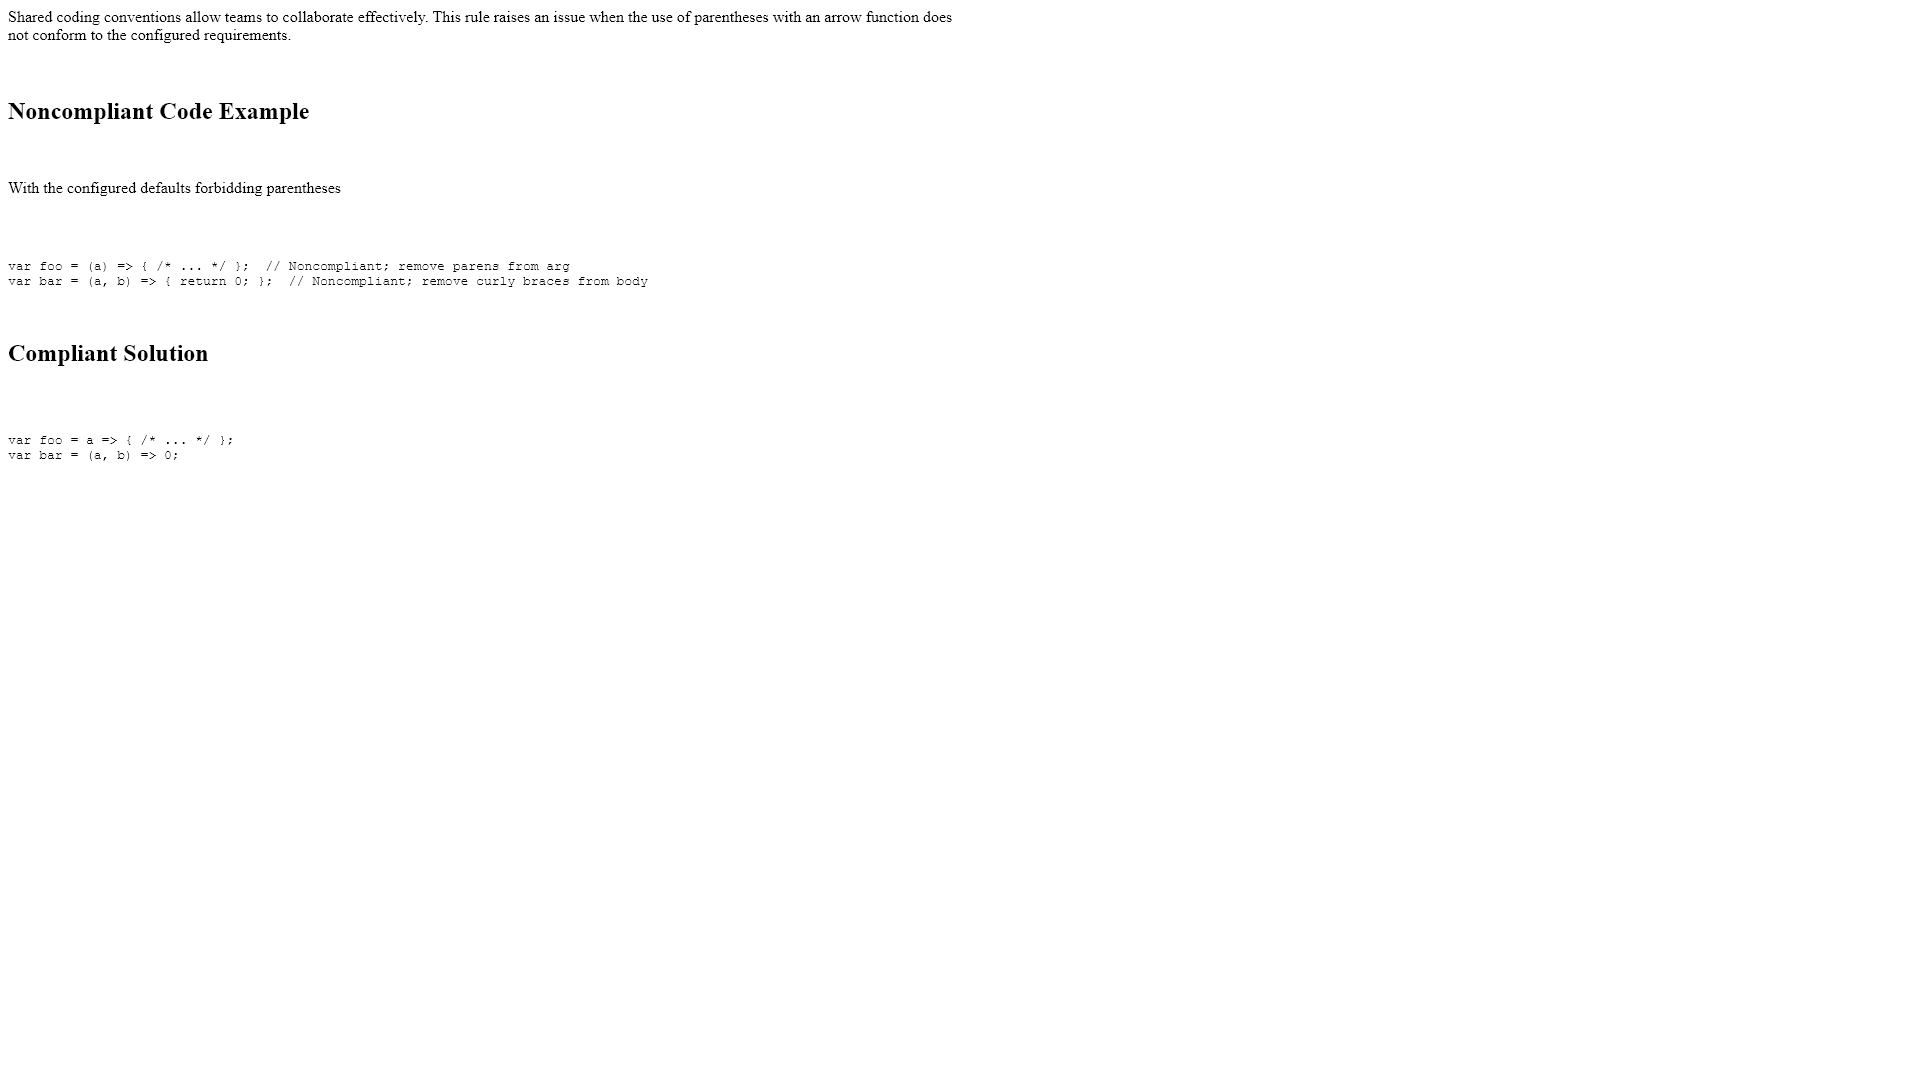 Shared coding conventions allow teams to collaborate effectively. This rule raises an issue when the use of parentheses with an arrow function does
not conform to the configured requirements.
Noncompliant Code Example
With the configured defaults forbidding parentheses
var foo = (a) => { /* ... */ };  // Noncompliant; remove parens from arg
var bar = (a, b) => { return 0; };  // Noncompliant; remove curly braces from body
Compliant Solution
var foo = a => { /* ... */ };
var bar = (a, b) => 0;